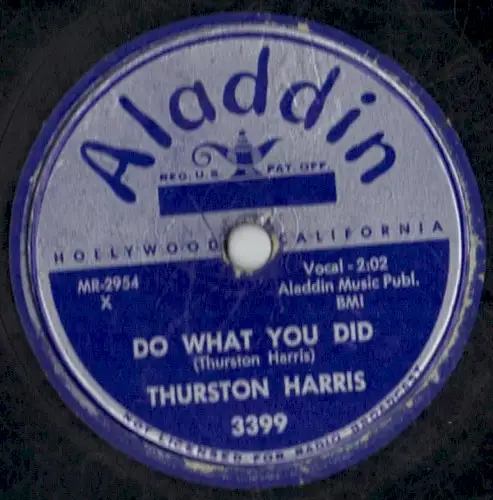 Aladdin
REG. U.S. PAT. OFF.
HOLLYWOOD CALIFORNIA
MR-2954
X
Vocal - 2:02
Aladdin Music Publ.
BMI
DO WHAT YOU DID
(Thurston Harris)
THURSTON HARRIS
3399
NOT LICENSED FOR RADIO BROADCAST